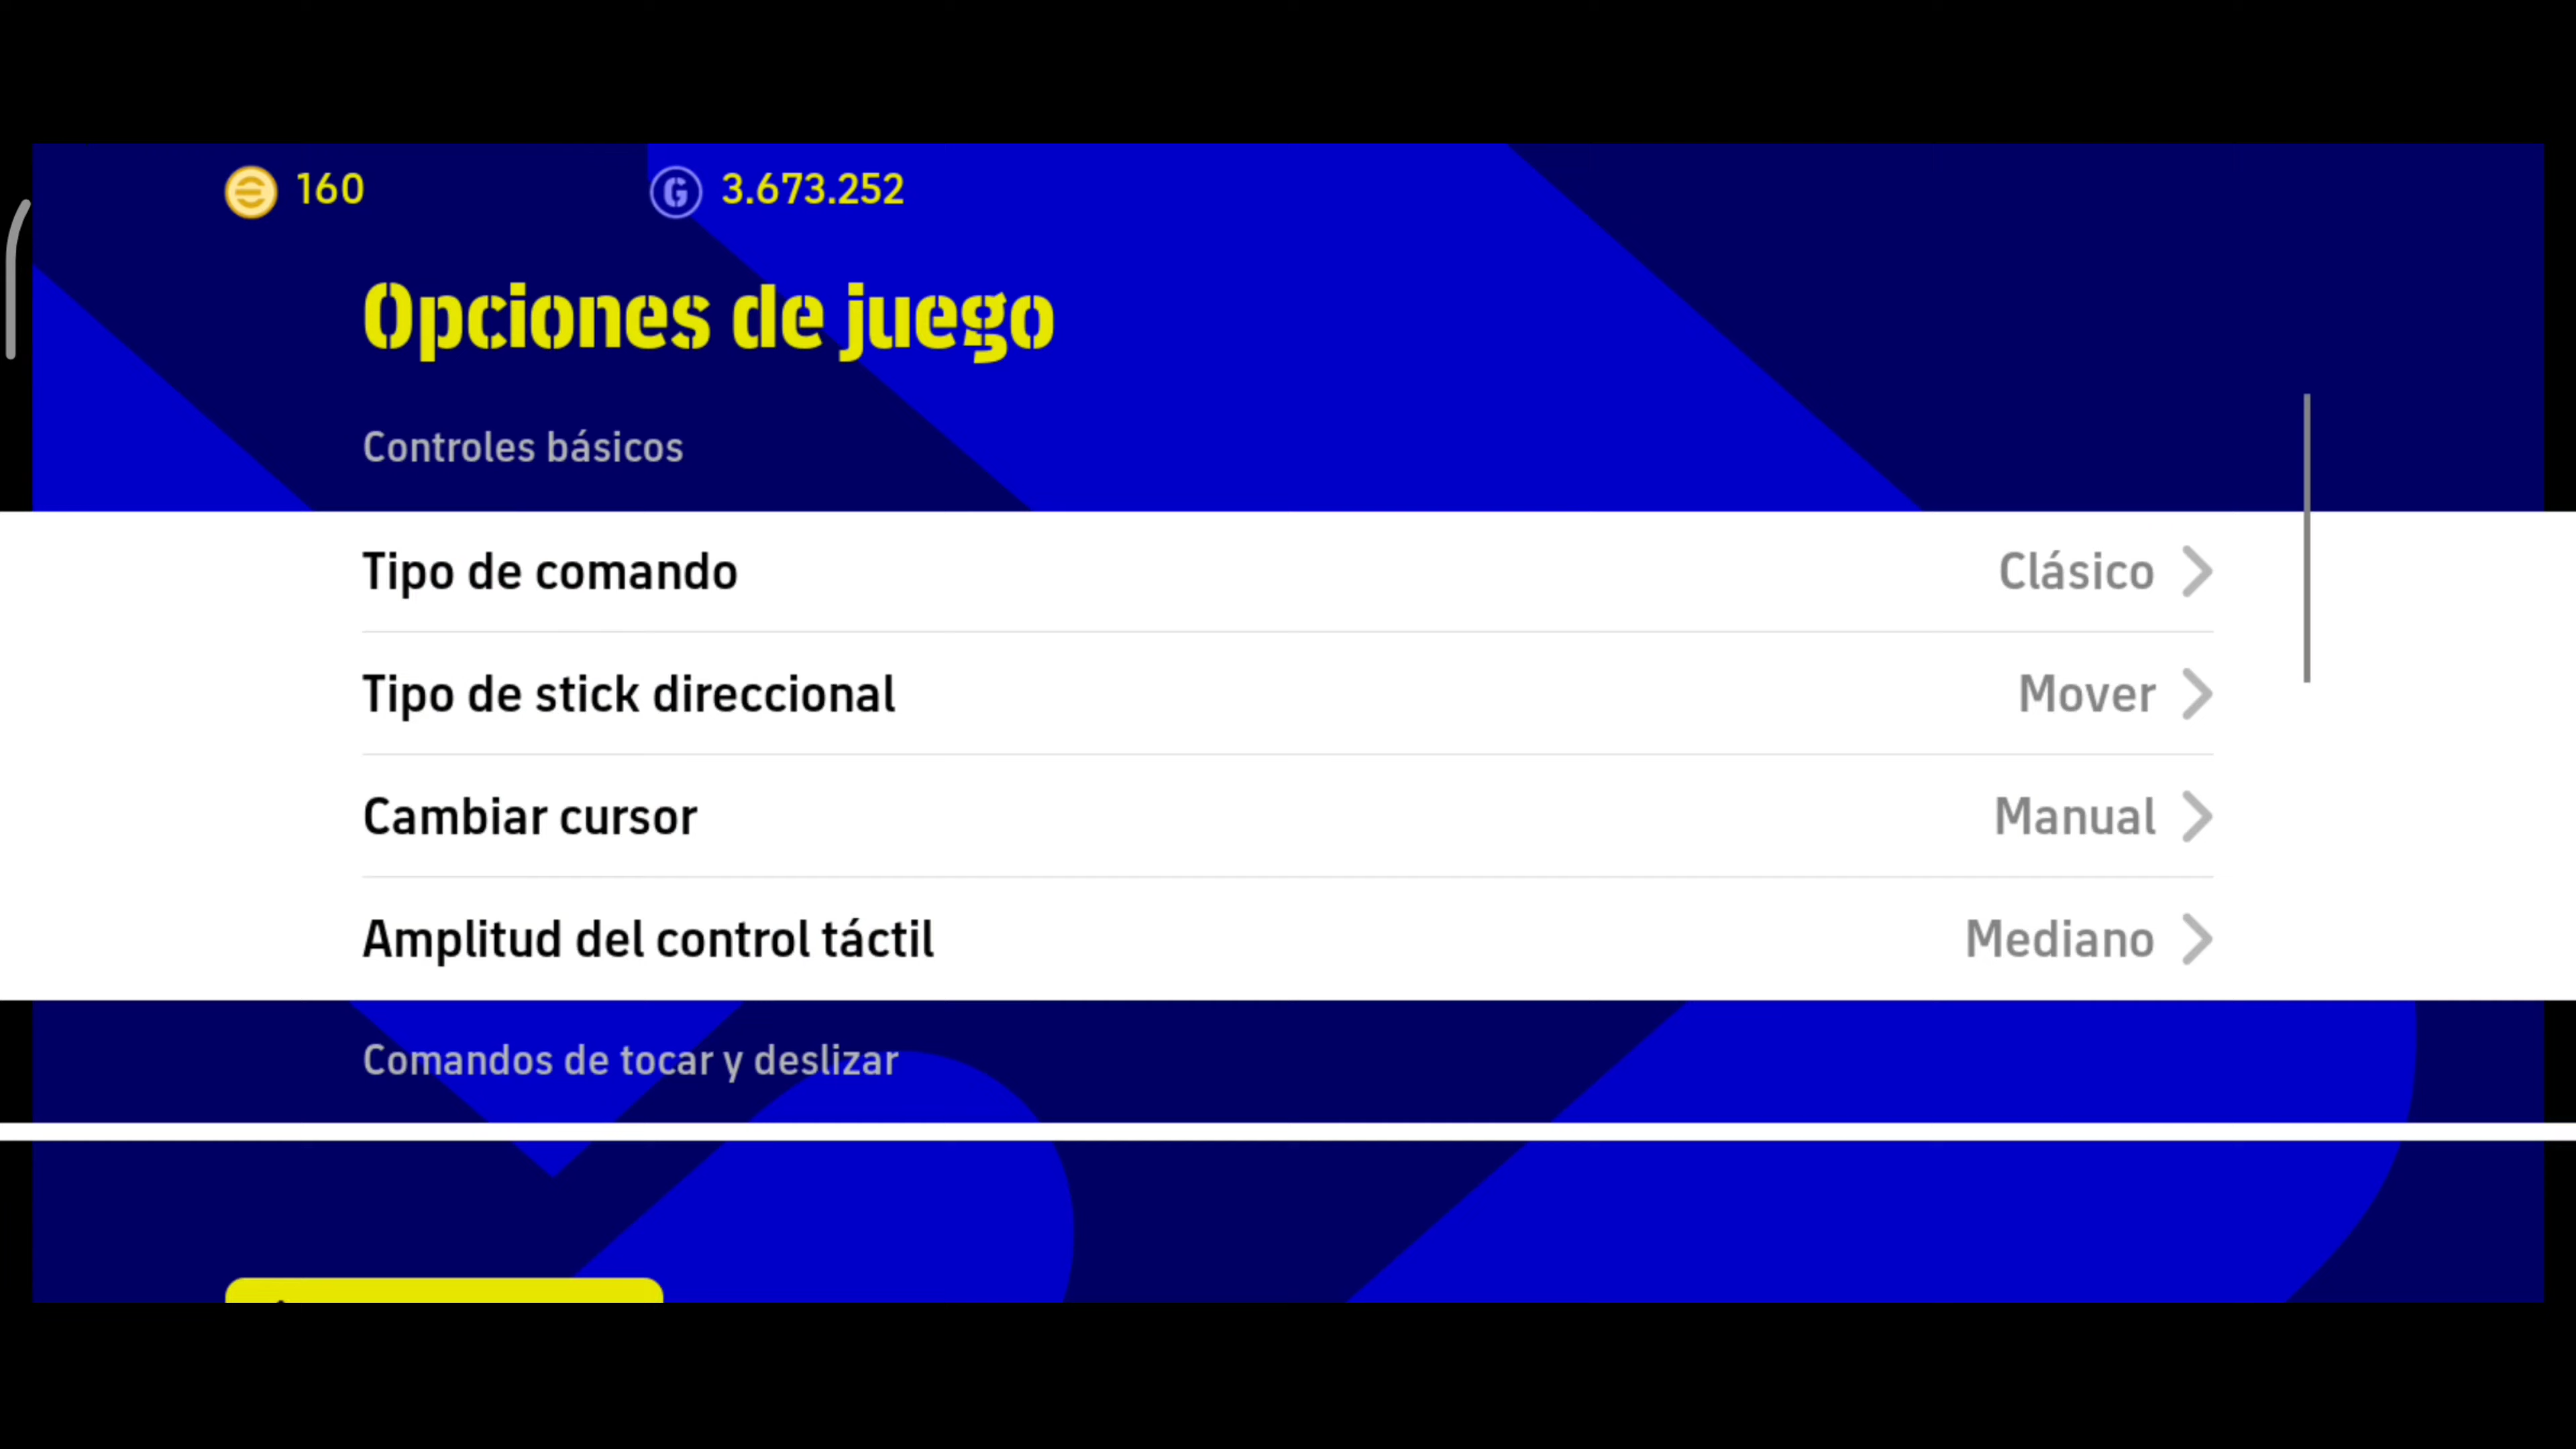 160
3.673.252
Opciones de juego
Controles básicos
Tipo de comando
Clásico
Tipo de stick direccional
Mover
Cambiar cursor
Manual
Amplitud del control táctil
Mediano
Comandos de tocar y deslizar